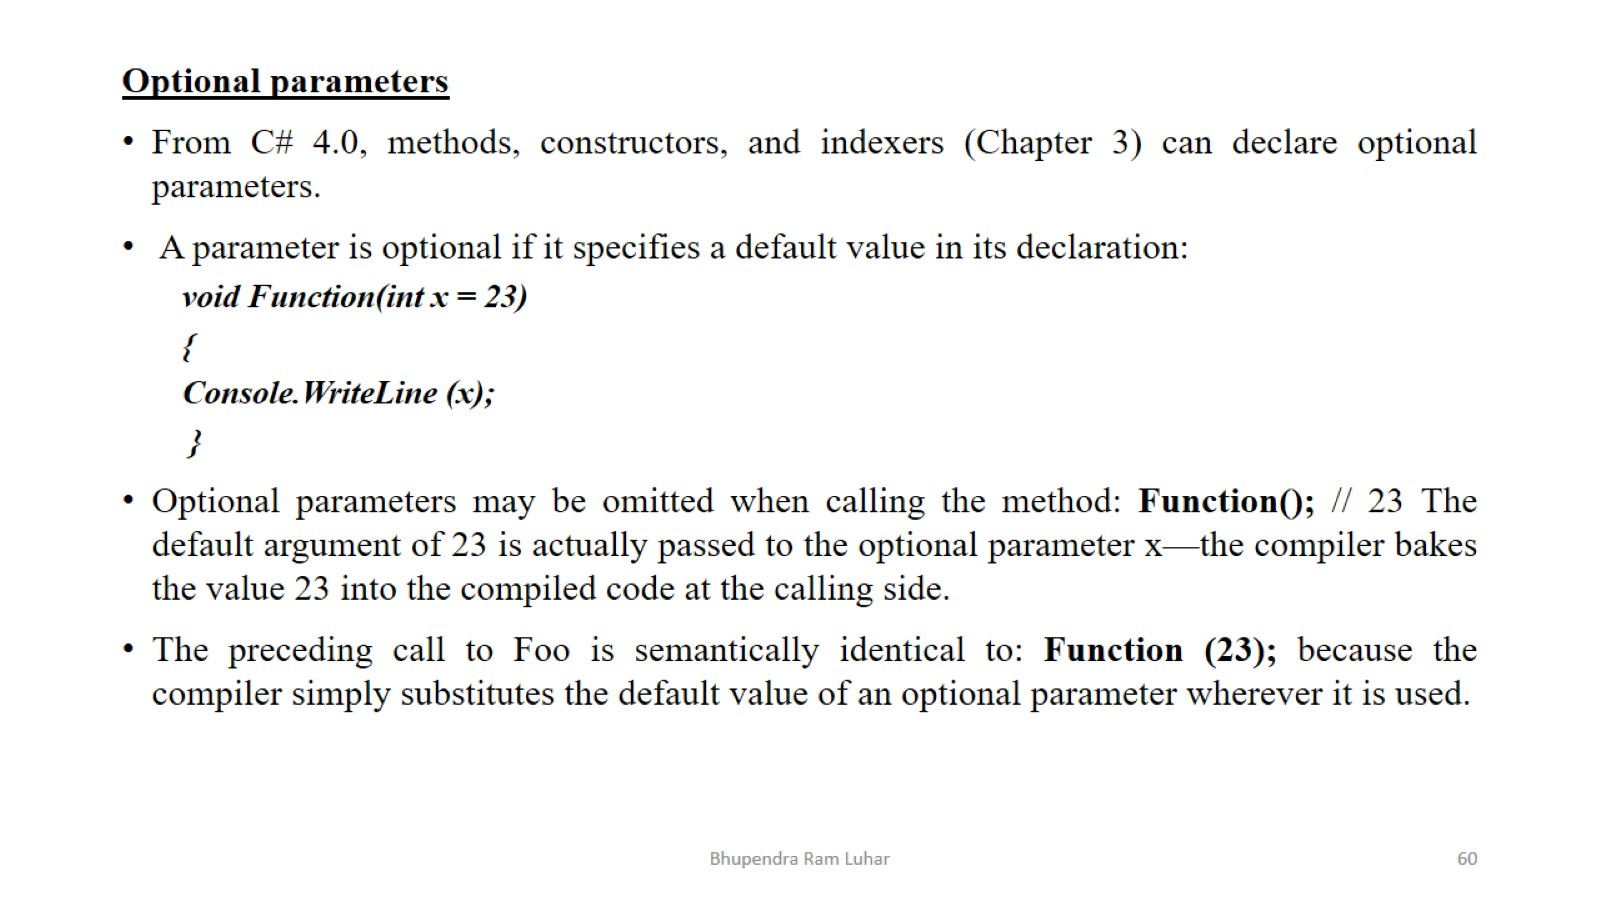 Optional parameters
• From C# 4.0, methods, constructors, and indexers (Chapter 3) can declare optional
parameters.
• A parameter is optional if it specifies a default value in its declaration:
void Function(int x = 23)
{
Console.WriteLine (x);
}
• Optional parameters may be omitted when calling the method: Function(); // 23 The
default argument of 23 is actually passed to the optional parameter x—the compiler bakes
the value 23 into the compiled code at the calling side.
• The preceding call to Foo is semantically identical to: Function (23); because the
compiler simply substitutes the default value of an optional parameter wherever it is used.
Bhupendra Ram Luhar
60